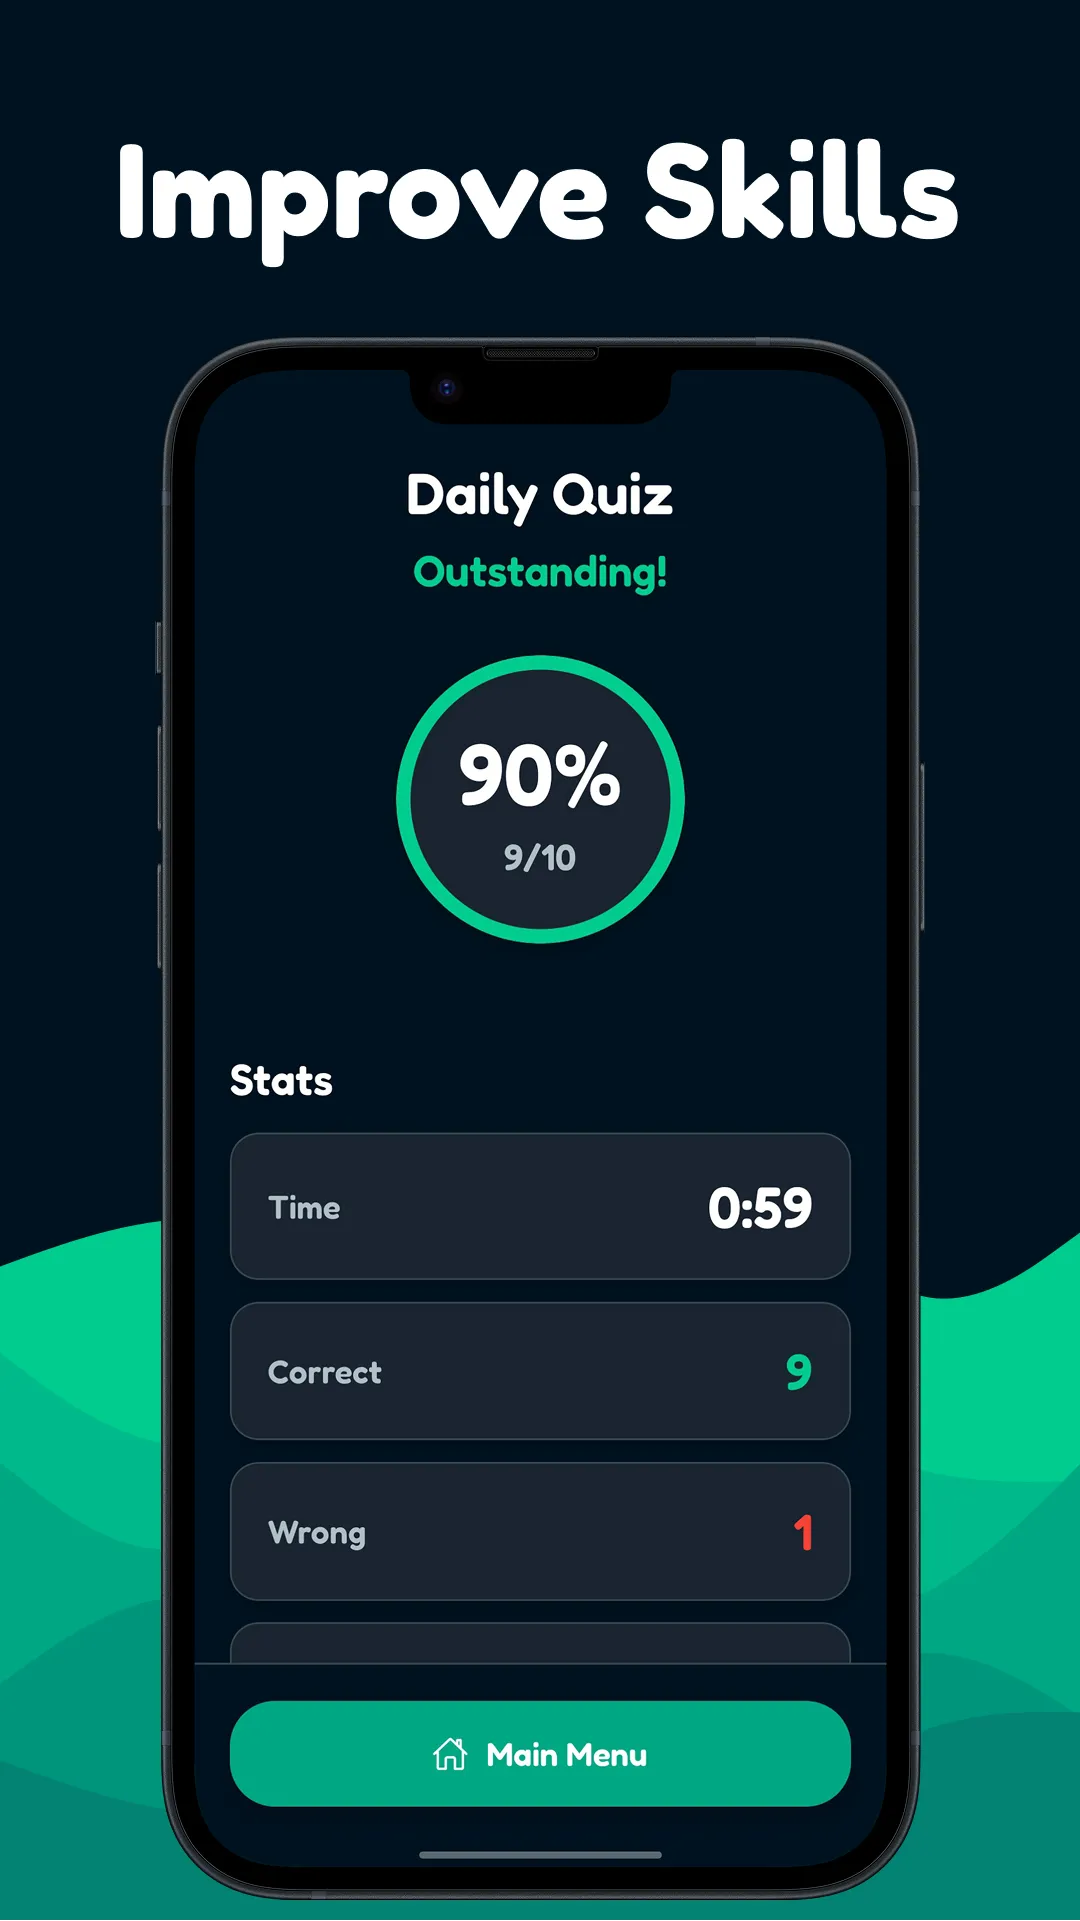 Improve Skills
Daily Quiz
Outstanding!
90%
9/10
Stats
Time 0:59
Correct 9
Wrong 1
Main Menu